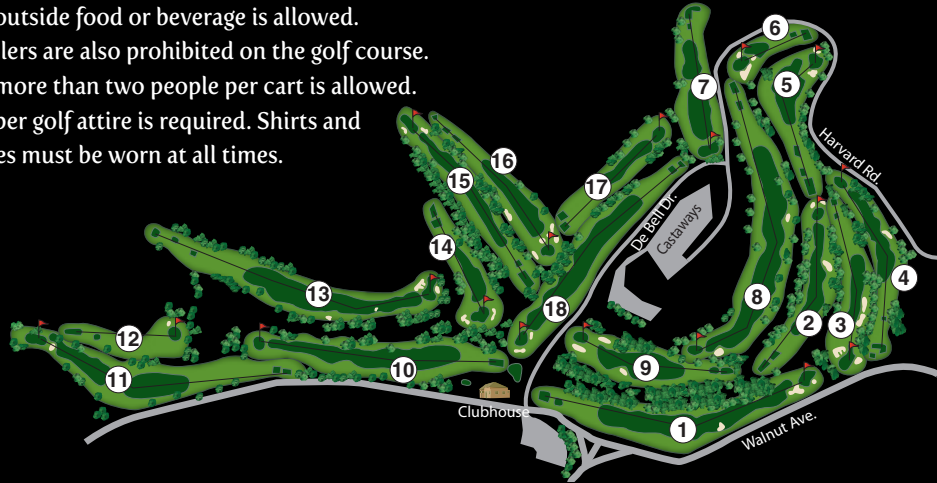 outside food or beverage is allowed.
lers are also prohibited on the golf course.
more than two people per cart is allowed.
per golf attire is required. Shirts and
es must be worn at all times.
6
7
5
Harvard Rd.
16
15
17
De Bell Dr.
Castaways
14
4
13
18
8
2
3
12
11
10
9
Clubhouse
1
Walnut Ave.